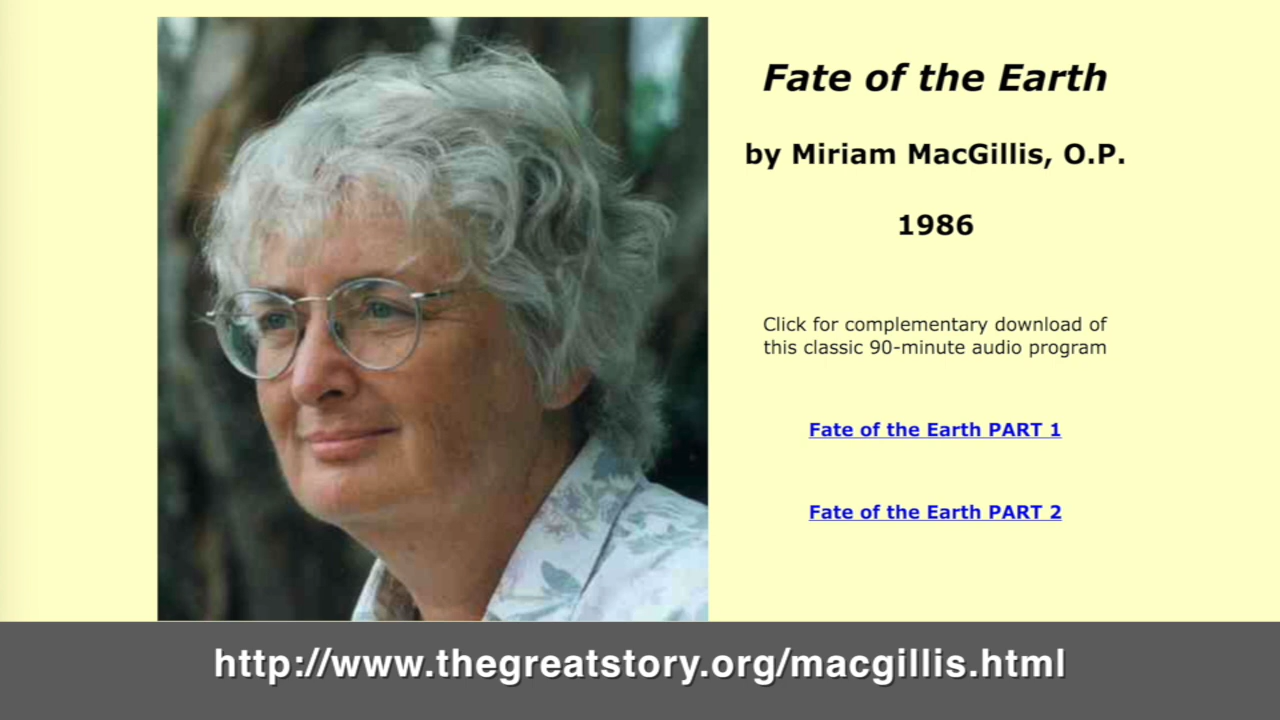 Fate of the Earth
by Miriam MacGillis, O.P.
1986
Click for complementary download of
this classic 90-minute audio program
Fate of the Earth PART 1
Fate of the Earth PART 2
http://www.thegreatstory.org/macgillis.html